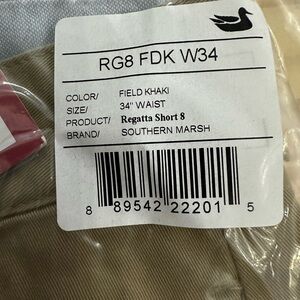 RG8 FDK W34
COLOR/ FIELD KHAKI
SIZE/ 34" WAIST
PRODUCT/ Regatta Short 8
BRAND/ SOUTHERN MARSH
8 89542 22201 5